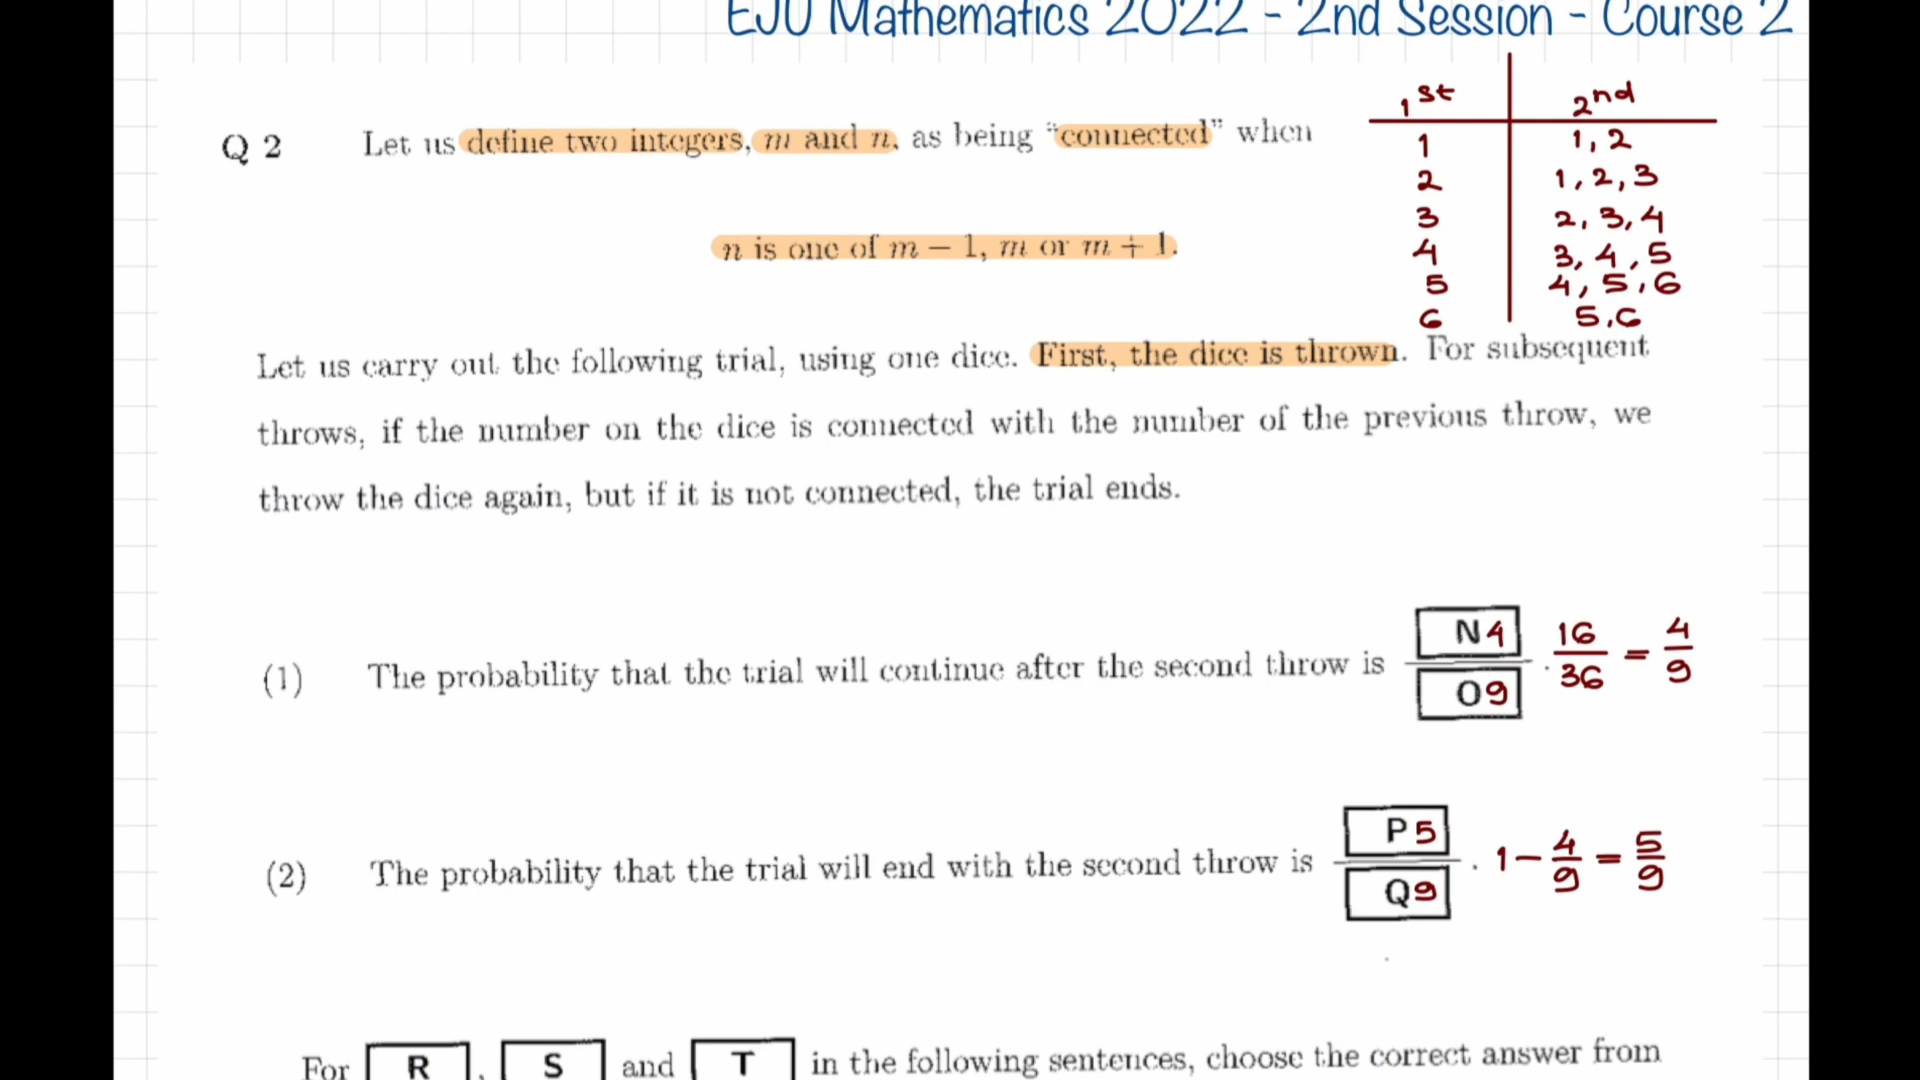 EJU Mathematics 2022 - 2nd Session - Course 2
Q 2 Let us define two integers, m and n, as being “connected” when
n is one of m − 1, m or m + 1.
1st 2nd
1 1, 2
2 1, 2, 3
3 2, 3, 4
4 3, 4, 5
5 4, 5, 6
6 5, 6
Let us carry out the following trial, using one dice. First, the dice is thrown. For subsequent
throws, if the number on the dice is connected with the number of the previous throw, we
throw the dice again, but if it is not connected, the trial ends.
(1) The probability that the trial will continue after the second throw is N 4 / O 9 . 16/36 = 4/9
(2) The probability that the trial will end with the second throw is P 5 / Q 9 . 1 − 4/9 = 5/9
For R , S and T in the following sentences, choose the correct answer from